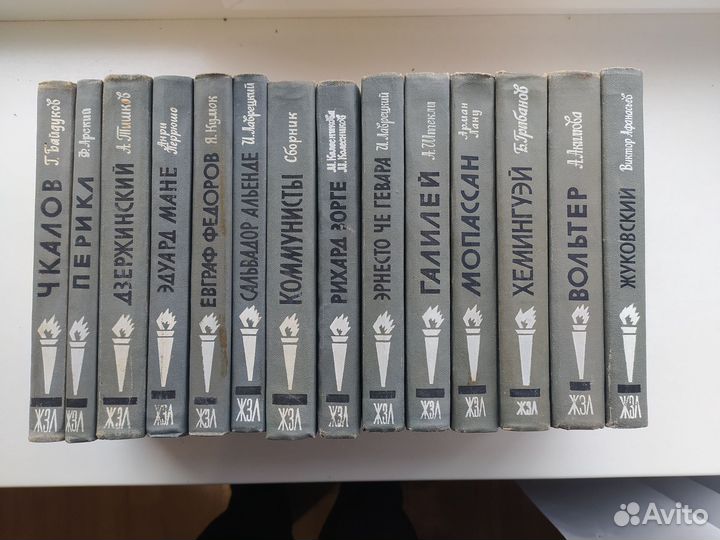 Г. Байдуков
ЧКАЛОВ
ЖЗЛ
Ф. Арский
ПЕРИКЛ
ЖЗЛ
А. Тишков
ДЗЕРЖИНСКИЙ
ЖЗЛ
Анри
Перрюшо
ЭДУАРД МАНЕ
ЖЗЛ
Я. Кумок
ЕВГРАФ ФЕДОРОВ
ЖЗЛ
И. Лаврецкий
САЛЬВАДОР АЛЬЕНДЕ
ЖЗЛ
Сборник
КОММУНИСТЫ
ЖЗЛ
М. Колесникова
М. Колесников
РИХАРД ЗОРГЕ
ЖЗЛ
И. Лаврецкий
ЭРНЕСТО ЧЕ ГЕВАРА
ЖЗЛ
А. Штекли
ГАЛИЛЕЙ
ЖЗЛ
Арман
Лану
МОПАССАН
ЖЗЛ
Б. Грибанов
ХЕМИНГУЭЙ
ЖЗЛ
А. Акимова
ВОЛЬТЕР
ЖЗЛ
Виктор Афанасьев
ЖУКОВСКИЙ
ЖЗЛ
Avito